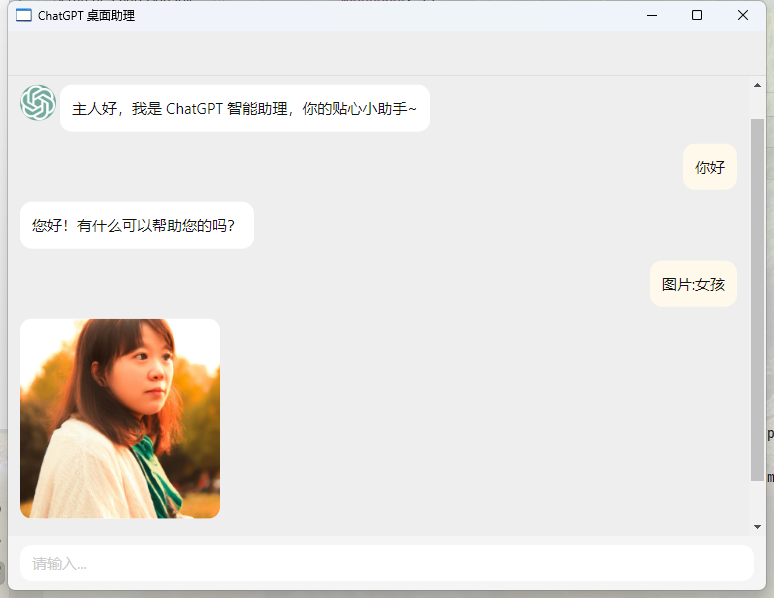 ChatGPT 桌面助理
主人好，我是 ChatGPT 智能助理，你的贴心小助手~
你好
您好！有什么可以帮助您的吗？
图片:女孩
请输入...